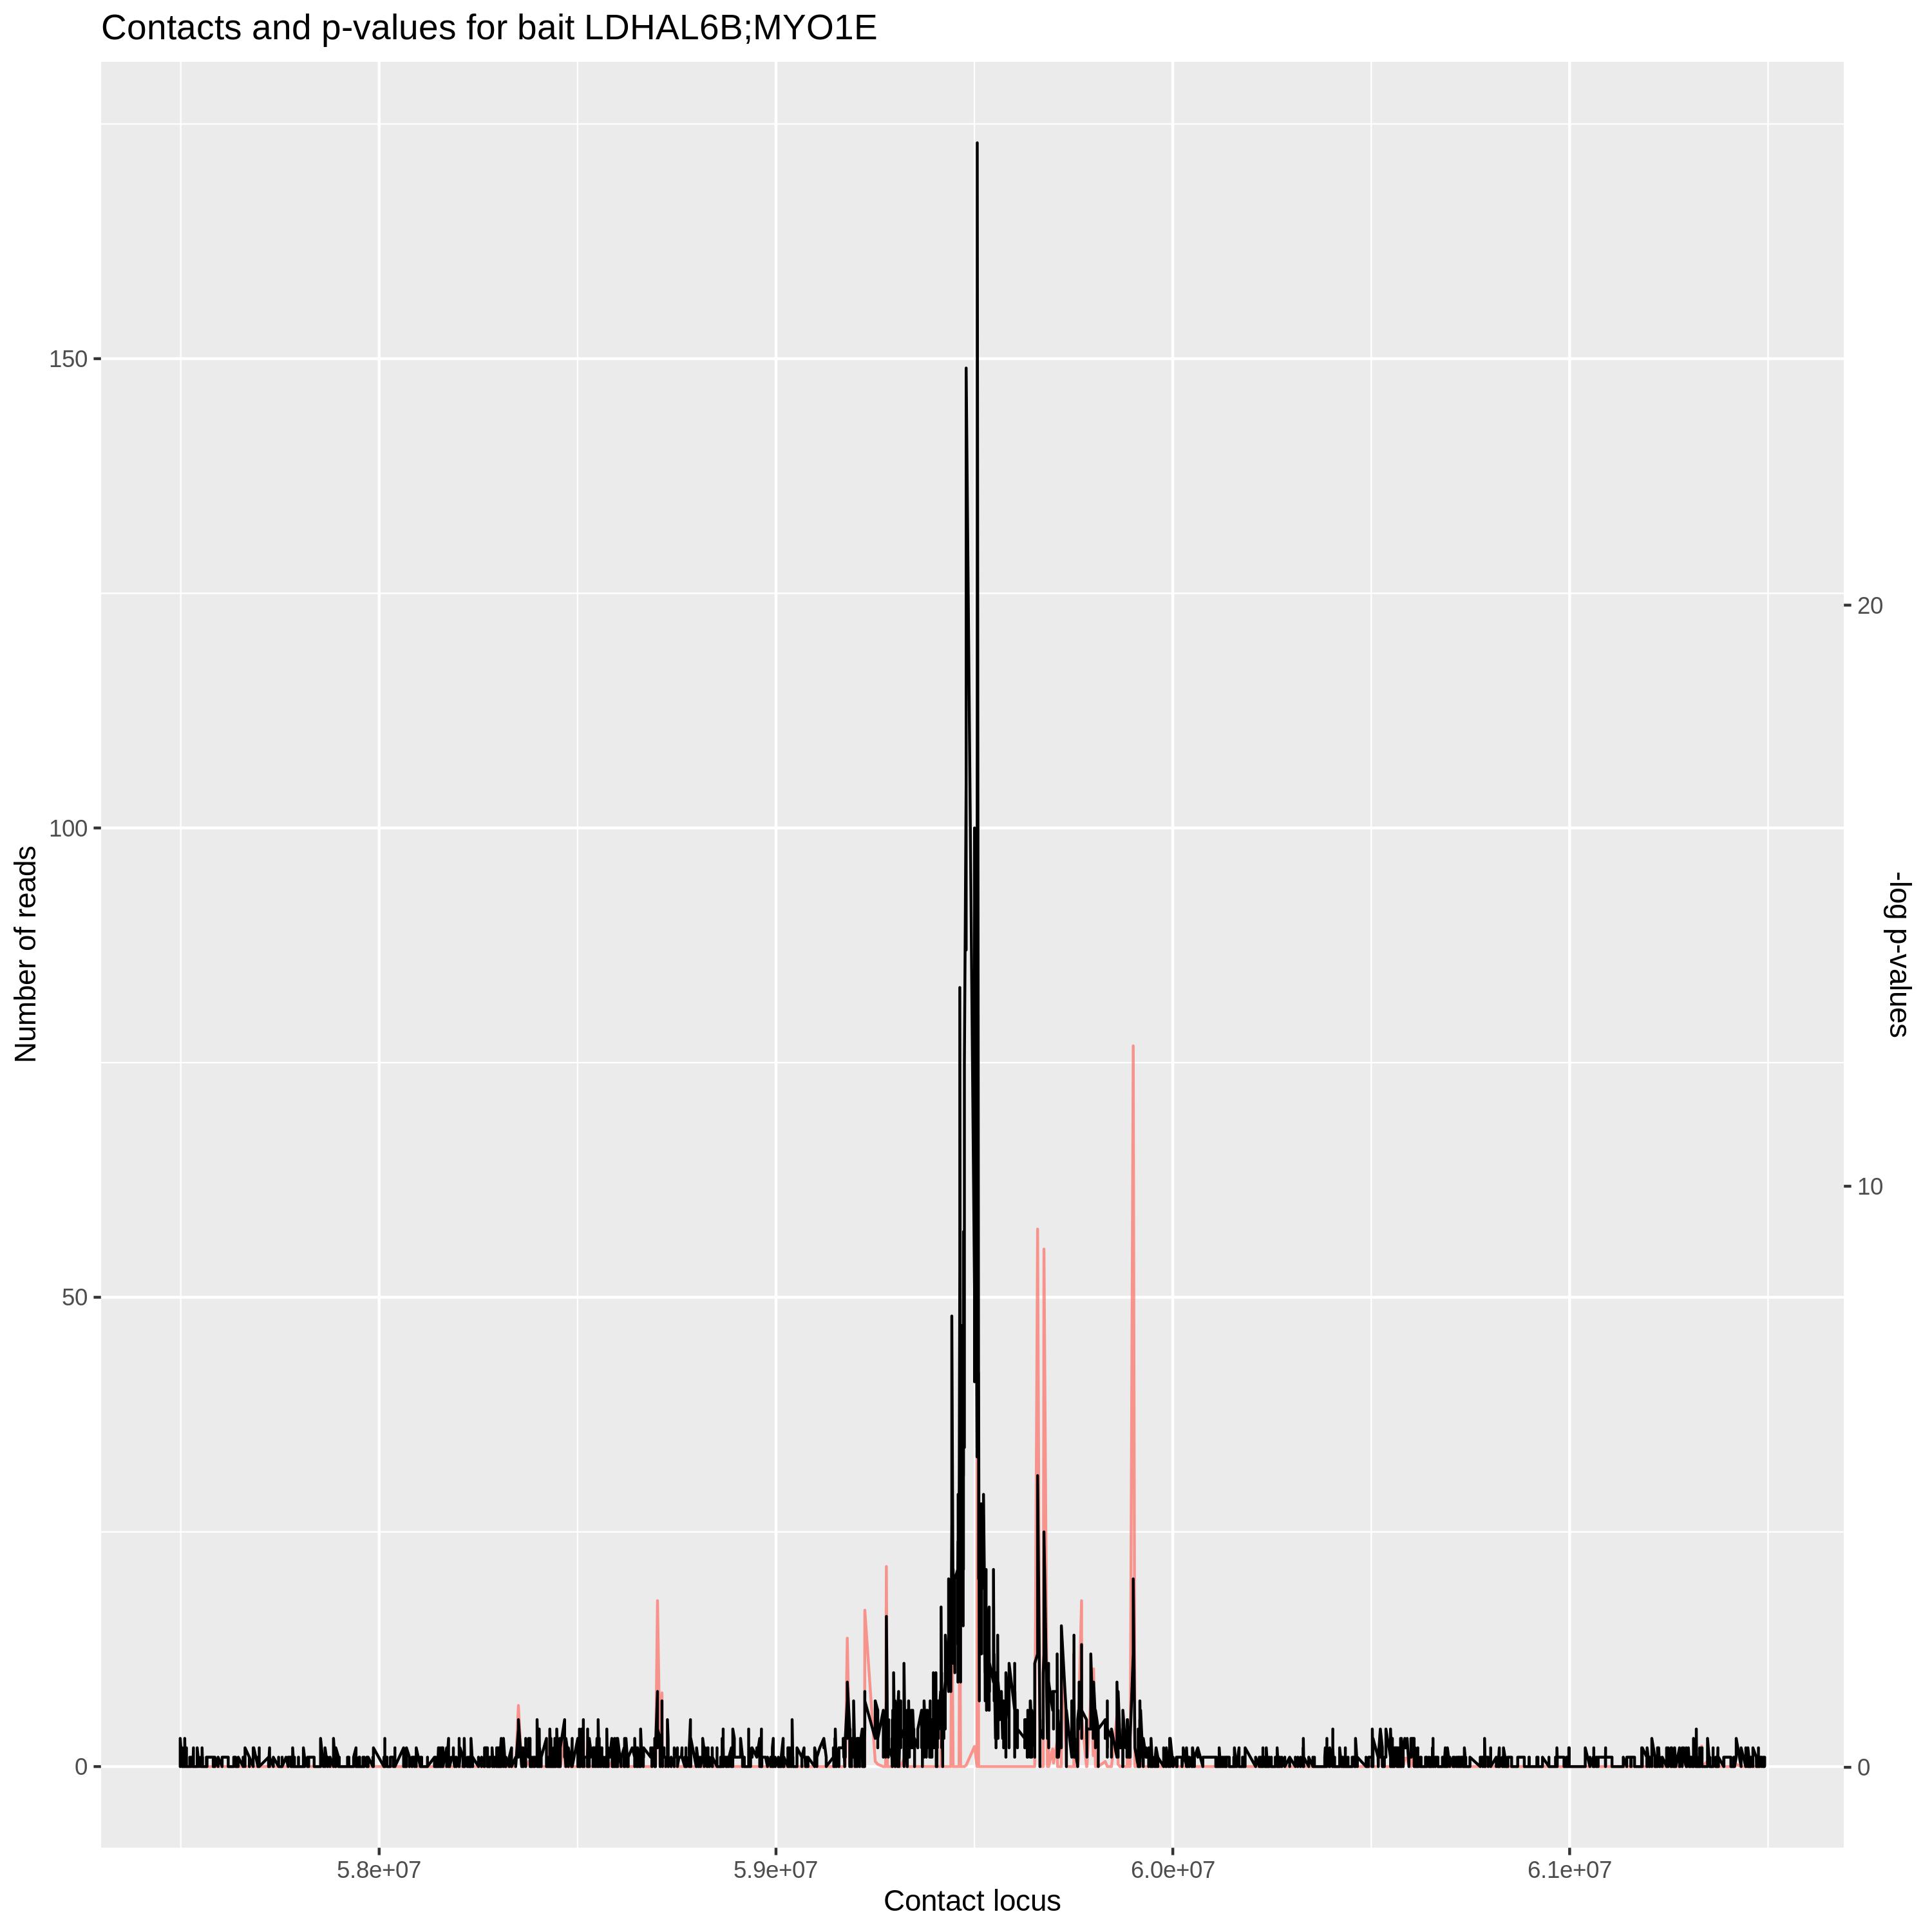 Contacts and p-values for bait LDHAL6B;MYO1E
150
100
50
0
Number of reads
20
10
0
-log p-values
5.8e+07
5.9e+07
6.0e+07
6.1e+07
Contact locus